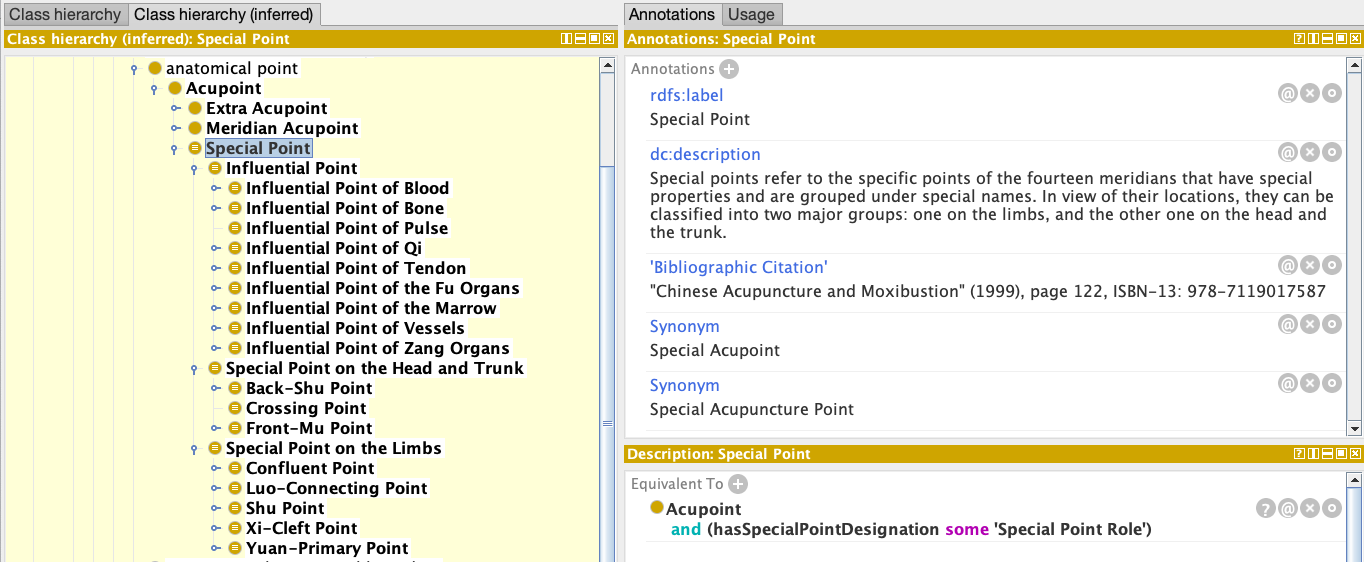 Class hierarchy Class hierarchy (inferred)
Class hierarchy (inferred): Special Point
anatomical point
Acupoint
Extra Acupoint
Meridian Acupoint
Special Point
Influential Point
Influential Point of Blood
Influential Point of Bone
Influential Point of Pulse
Influential Point of Qi
Influential Point of Tendon
Influential Point of the Fu Organs
Influential Point of the Marrow
Influential Point of Vessels
Influential Point of Zang Organs
Special Point on the Head and Trunk
Back-Shu Point
Crossing Point
Front-Mu Point
Special Point on the Limbs
Confluent Point
Luo-Connecting Point
Shu Point
Xi-Cleft Point
Yuan-Primary Point
Annotations Usage
Annotations: Special Point
Annotations
rdfs:label
Special Point
dc:description
Special points refer to the specific points of the fourteen meridians that have special
properties and are grouped under special names. In view of their locations, they can be
classified into two major groups: one on the limbs, and the other one on the head and
the trunk.
'Bibliographic Citation'
"Chinese Acupuncture and Moxibustion" (1999), page 122, ISBN-13: 978-7119017587
Synonym
Special Acupoint
Synonym
Special Acupuncture Point
Description: Special Point
Equivalent To
Acupoint
and (hasSpecialPointDesignation some 'Special Point Role')